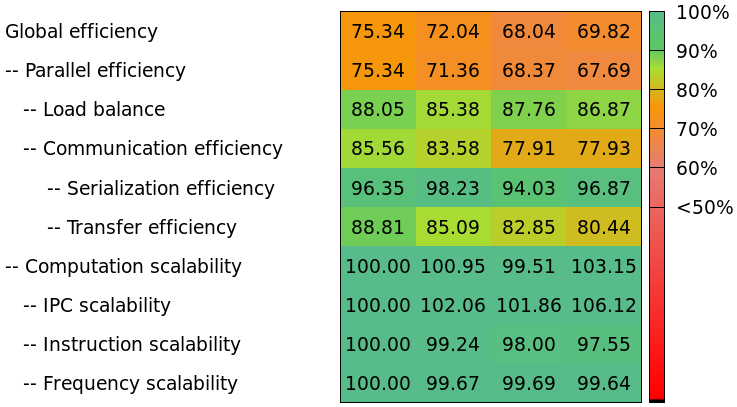 Global efficiency 75.34 72.04 68.04 69.82
-- Parallel efficiency 75.34 71.36 68.37 67.69
-- Load balance 88.05 85.38 87.76 86.87
-- Communication efficiency 85.56 83.58 77.91 77.93
-- Serialization efficiency 96.35 98.23 94.03 96.87
-- Transfer efficiency 88.81 85.09 82.85 80.44
-- Computation scalability 100.00 100.95 99.51 103.15
-- IPC scalability 100.00 102.06 101.86 106.12
-- Instruction scalability 100.00 99.24 98.00 97.55
-- Frequency scalability 100.00 99.67 99.69 99.64
100%
90%
80%
70%
60%
<50%